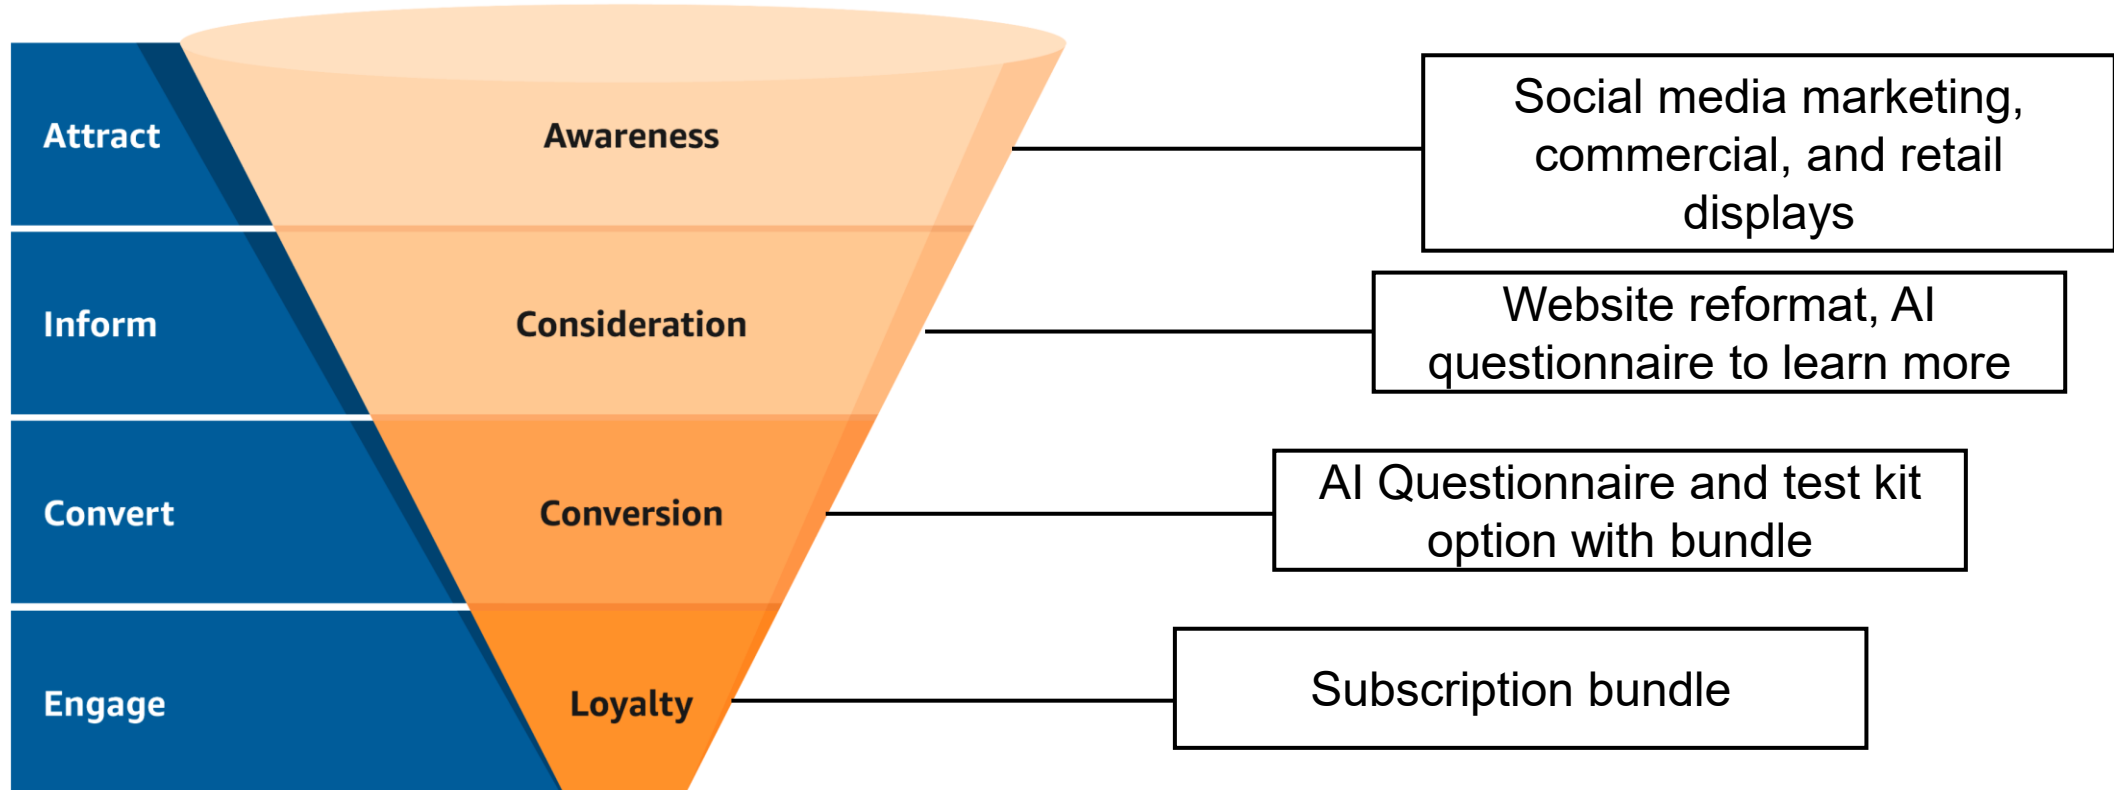 Attract
Awareness
Social media marketing,
commercial, and retail
displays
Inform
Consideration
Website reformat, AI
questionnaire to learn more
Convert
Conversion
AI Questionnaire and test kit
option with bundle
Engage
Loyalty
Subscription bundle